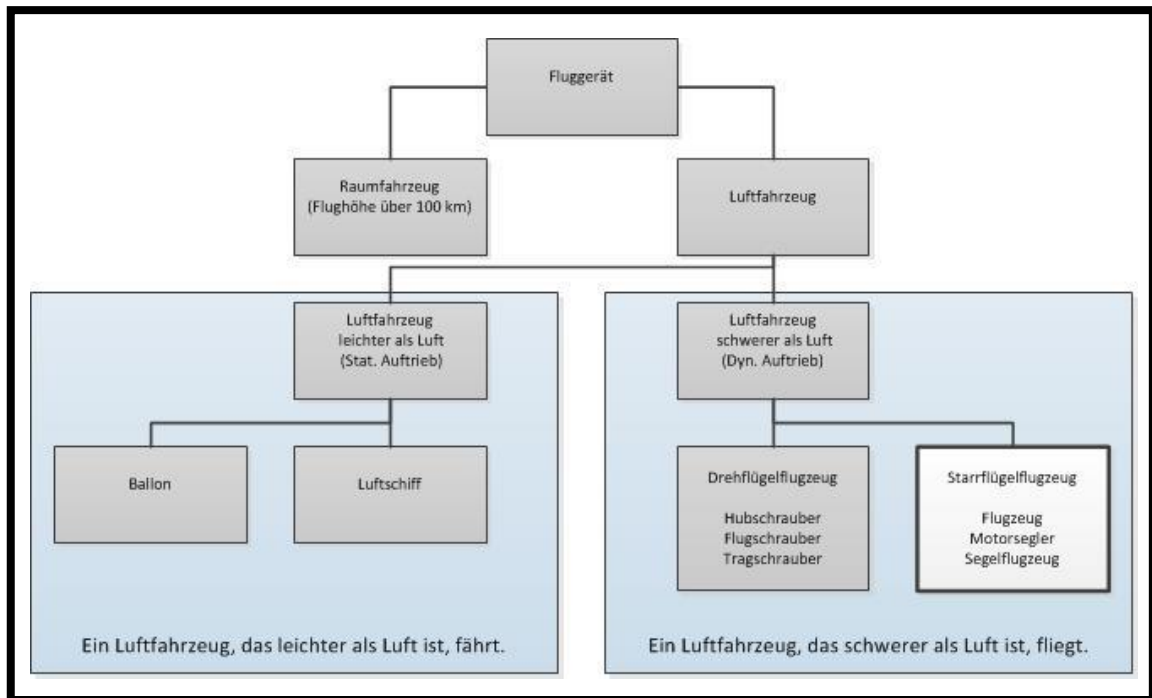 Fluggerät
Raumfahrzeug
(Flughöhe über 100 km)
Luftfahrzeug
Luftfahrzeug
leichter als Luft
(Stat. Auftrieb)
Luftfahrzeug
schwerer als Luft
(Dyn. Auftrieb)
Ballon
Luftschiff
Drehflügelflugzeug
Hubschrauber
Flugschrauber
Tragschrauber
Starrflügelflugzeug
Flugzeug
Motorsegler
Segelflugzeug
Ein Luftfahrzeug, das leichter als Luft ist, fährt.
Ein Luftfahrzeug, das schwerer als Luft ist, fliegt.